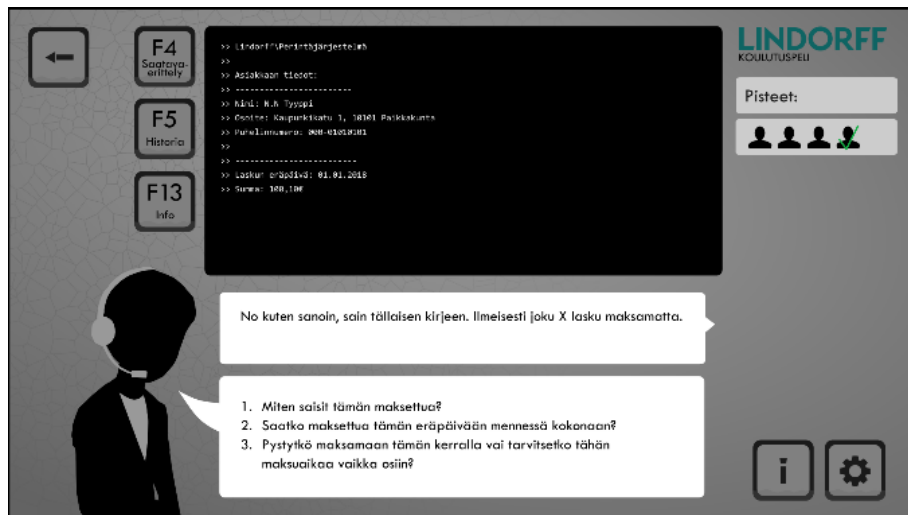 F4
Saatava-
erittely
F5
Historia
F13
Info
>> Lindorff\Perintäjärjestelmä
>>
>> Asiakkaan tiedot:
>> ------------------------
>> Nimi: N.N Tyyppi
>> Osoite: Kaupunkikatu 1, 10101 Paikkakunta
>> Puhelinnumero: 000-01010101
>>
>> -------------------------
>> Laskun eräpäivä: 01.01.2018
>> Summa: 100,10€
LINDORFF
KOULUTUSPELI
Pisteet:
No kuten sanoin, sain tällaisen kirjeen. Ilmeisesti joku X lasku maksamatta.
1. Miten saisit tämän maksettua?
2. Saatko maksettua tämän eräpäivään mennessä kokonaan?
3. Pystytkö maksamaan tämän kerralla vai tarvitsetko tähän
maksuaikaa vaikka osiin?
i